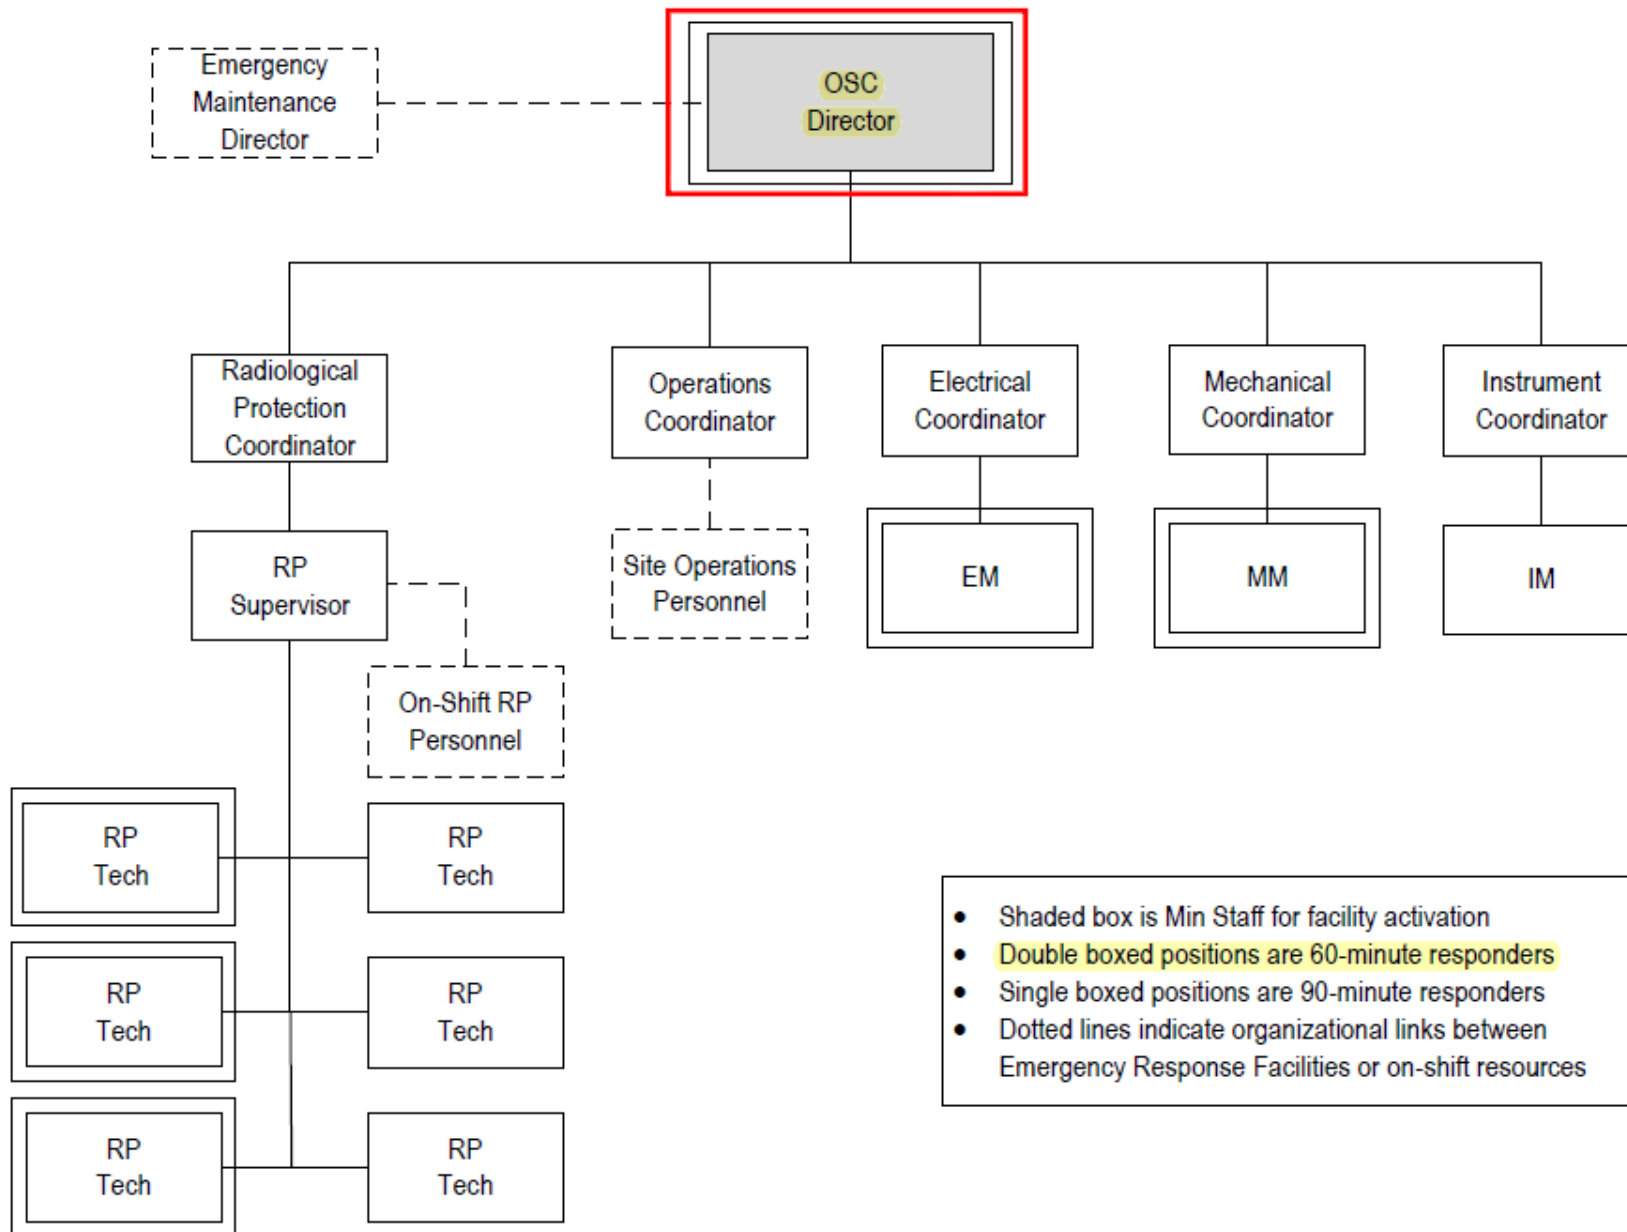 Emergency
Maintenance
Director
OSC
Director
Radiological
Protection
Coordinator
Operations
Coordinator
Electrical
Coordinator
Mechanical
Coordinator
Instrument
Coordinator
RP
Supervisor
Site Operations
Personnel
EM
MM
IM
On-Shift RP
Personnel
RP
Tech
RP
Tech
RP
Tech
RP
Tech
RP
Tech
RP
Tech
• Shaded box is Min Staff for facility activation
• Double boxed positions are 60-minute responders
• Single boxed positions are 90-minute responders
• Dotted lines indicate organizational links between
Emergency Response Facilities or on-shift resources